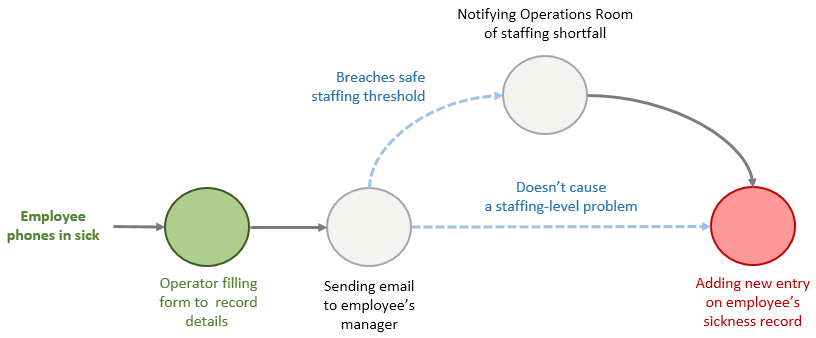 Notifying Operations Room
of staffing shortfall
Breaches safe
staffing threshold
Doesn't cause
a staffing-level problem
Employee
phones in sick
Operator filling
form to record
details
Sending email
to employee's
manager
Adding new entry
on employee's
sickness record